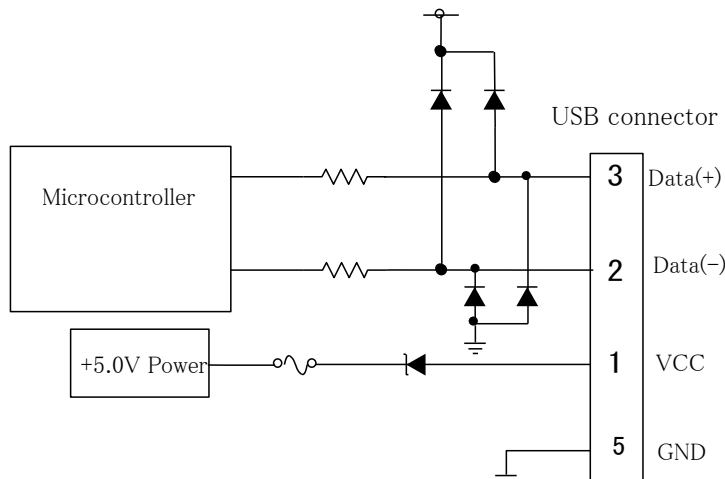 USB connector
3 Data(+)
Microcontroller
2 Data(-)
+5.0V Power
1 VCC
5 GND